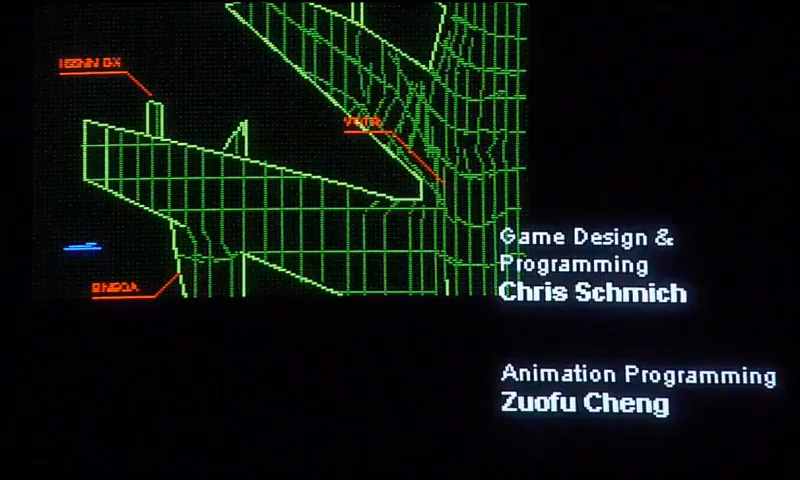 Game Design &
Programming
Chris Schmich
Animation Programming
Zuofu Cheng